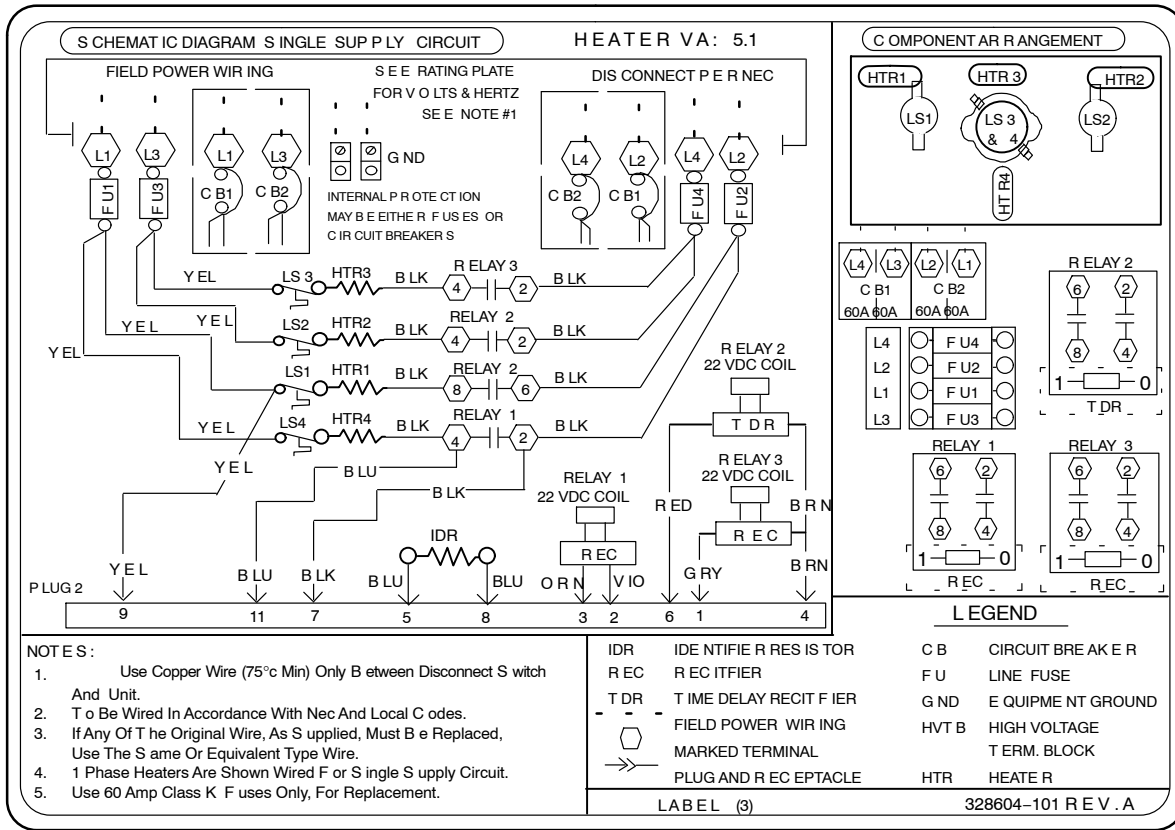 SCHEMATIC DIAGRAM SINGLE SUPPLY CIRCUIT
HEATER VA: 5.1
FIELD POWER WIRING
SEE RATING PLATE
FOR VOLTS & HERTZ
SEE NOTE #1
DISCONNECT PER NEC
L1
L3
L1
L3
GND
L4
L2
L4
L2
FU1
FU3
CB1
CB2
CB2
CB1
FU4
FU2
INTERNAL PROTECTION
MAY BE EITHER FUSES OR
CIRCUIT BREAKERS
YEL LS3 HTR3 BLK 4 RELAY 3 2 BLK
YEL LS2 HTR2 BLK 4 RELAY 2 2 BLK
YEL LS1 HTR1 BLK 8 RELAY 2 6 BLK
YEL LS4 HTR4 BLK 4 RELAY 1 2 BLK
YEL
BLU
BLK
RELAY 2
22 VDC COIL
TDR
RELAY 3
22 VDC COIL
REC
RED
BRN
RELAY 1
22 VDC COIL
REC
IDR
PLUG 2
YEL BLU BLK BLU BLU ORN VIO GRY BRN
9 11 7 5 8 3 2 6 1 4
COMPONENT ARRANGEMENT
HTR1
HTR 3
HTR2
LS1
LS 3
& 4
LS2
HTR4
L4 L3 L2 L1
CB1 CB2
60A 60A 60A 60A
L4 FU4
L2 FU2
L1 FU1
L3 FU3
RELAY 2
6 2
8 4
1 0
TDR
RELAY 1
6 2
8 4
1 0
REC
RELAY 3
6 2
8 4
1 0
REC
NOTES:
1. Use Copper Wire (75°c Min) Only Between Disconnect Switch
And Unit.
2. To Be Wired In Accordance With Nec And Local Codes.
3. If Any Of The Original Wire, As Supplied, Must Be Replaced,
Use The Same Or Equivalent Type Wire.
4. 1 Phase Heaters Are Shown Wired For Single Supply Circuit.
5. Use 60 Amp Class K Fuses Only, For Replacement.
LEGEND
IDR IDENTIFIER RESISTOR
REC RECITFIER
TDR TIME DELAY RECITFIER
FIELD POWER WIRING
MARKED TERMINAL
PLUG AND RECEPTACLE
CB CIRCUIT BREAKER
FU LINE FUSE
GND EQUIPMENT GROUND
HVTB HIGH VOLTAGE
TERM. BLOCK
HTR HEATER
LABEL (3)
328604-101 REV. A